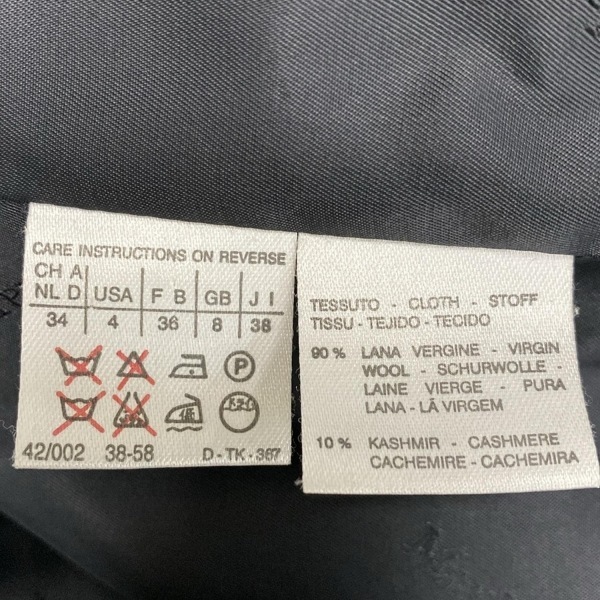 CARE INSTRUCTIONS ON REVERSE
CH A
NL D USA F B GB J I
34 4 36 8 38
P
42/002 38-58 D-TK-367
TESSUTO - CLOTH - STOFF -
TISSU - TEJIDO - TECIDO
90 % LANA VERGINE - VIRGIN
WOOL - SCHURWOLLE -
LAINE VIERGE - PURA
LANA - LÃ VIRGEM
10 % KASHMIR - CASHMERE
CACHEMIRE - CACHEMIRA